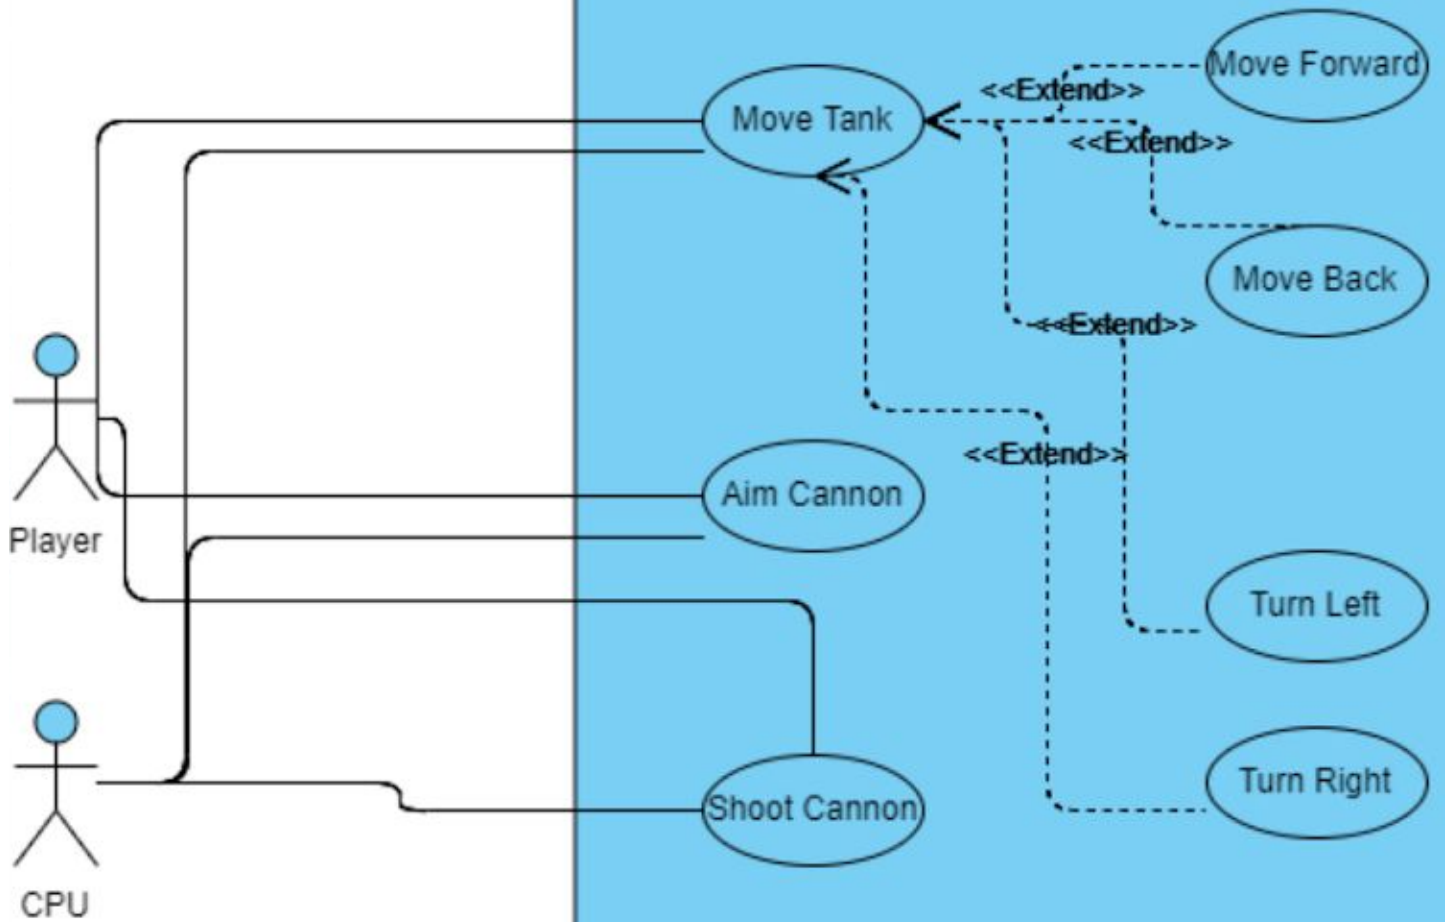 Move Forward
<<Extend>>
Move Tank
<<Extend>>
Move Back
<<Extend>>
<<Extend>>
Aim Cannon
Player
Turn Left
Turn Right
Shoot Cannon
CPU